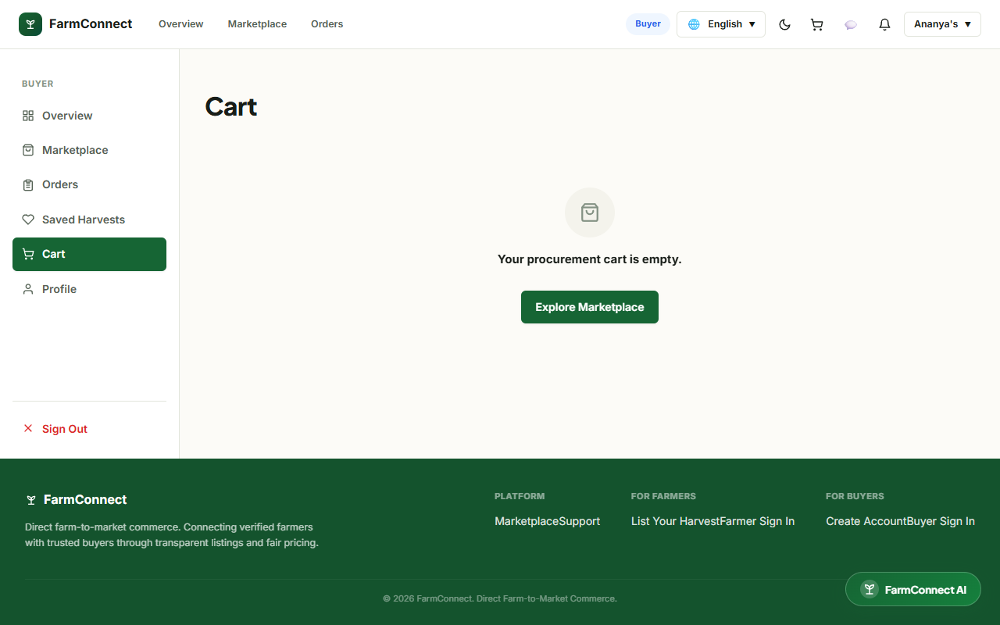 FarmConnect Overview Marketplace Orders Buyer English ▼ Ananya's ▼
BUYER
Overview
Marketplace
Orders
Saved Harvests
Cart
Profile
Sign Out
Cart
Your procurement cart is empty.
Explore Marketplace
FarmConnect
Direct farm-to-market commerce. Connecting verified farmers
with trusted buyers through transparent listings and fair pricing.
PLATFORM
MarketplaceSupport
FOR FARMERS
List Your HarvestFarmer Sign In
FOR BUYERS
Create AccountBuyer Sign In
© 2026 FarmConnect. Direct Farm-to-Market Commerce.
FarmConnect AI